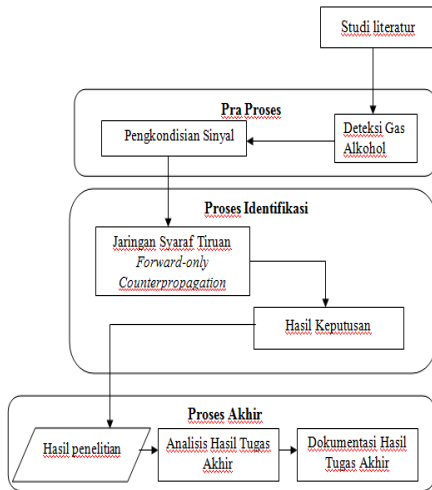 Studi literatur
Pra Proses
Pengkondisian Sinyal
Deteksi Gas
Alkohol
Proses Identifikasi
Jaringan Syaraf Tiruan
Forward-only
Counterpropagation
Hasil Keputusan
Proses Akhir
Hasil penelitian
Analisis Hasil Tugas
Akhir
Dokumentasi Hasil
Tugas Akhir